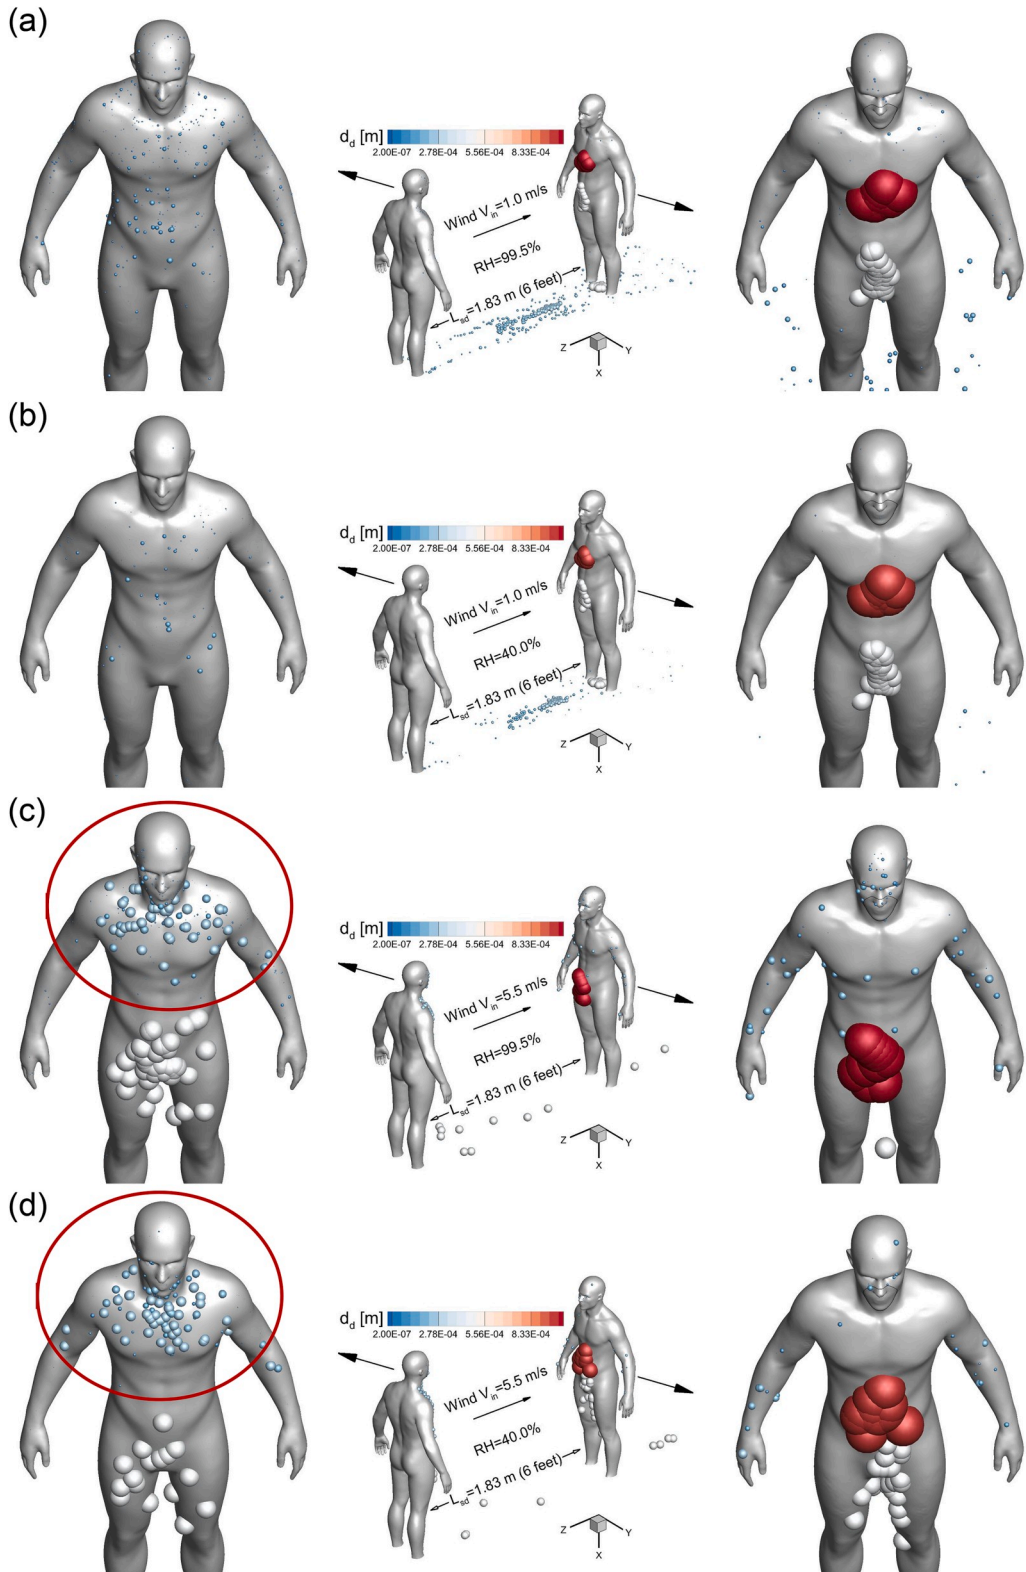 (a)
d_d [m]
2.00E-07 2.78E-04 5.56E-04 8.33E-04
Wind V_in=1.0 m/s
RH=99.5%
L_sd=1.83 m (6 feet)
Z Y
X
(b)
d_d [m]
2.00E-07 2.78E-04 5.56E-04 8.33E-04
Wind V_in=1.0 m/s
RH=40.0%
L_sd=1.83 m (6 feet)
Z Y
X
(c)
d_d [m]
2.00E-07 2.78E-04 5.56E-04 8.33E-04
Wind V_in=5.5 m/s
RH=99.5%
L_sd=1.83 m (6 feet)
Z Y
X
(d)
d_d [m]
2.00E-07 2.78E-04 5.56E-04 8.33E-04
Wind V_in=5.5 m/s
RH=40.0%
L_sd=1.83 m (6 feet)
Z Y
X